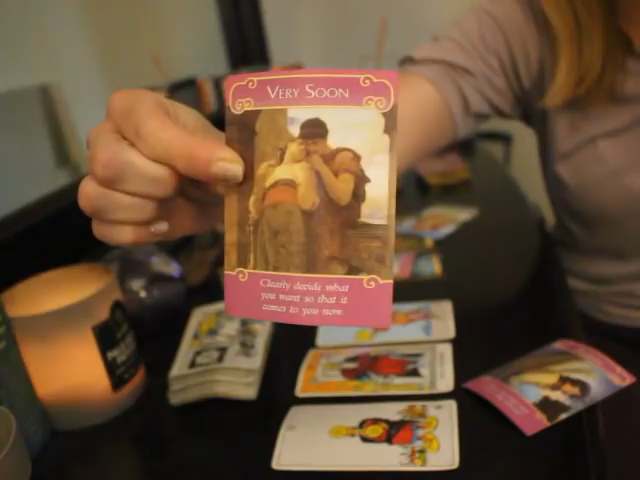 VERY SOON
Clearly decide what
you want so that it
comes to you now.